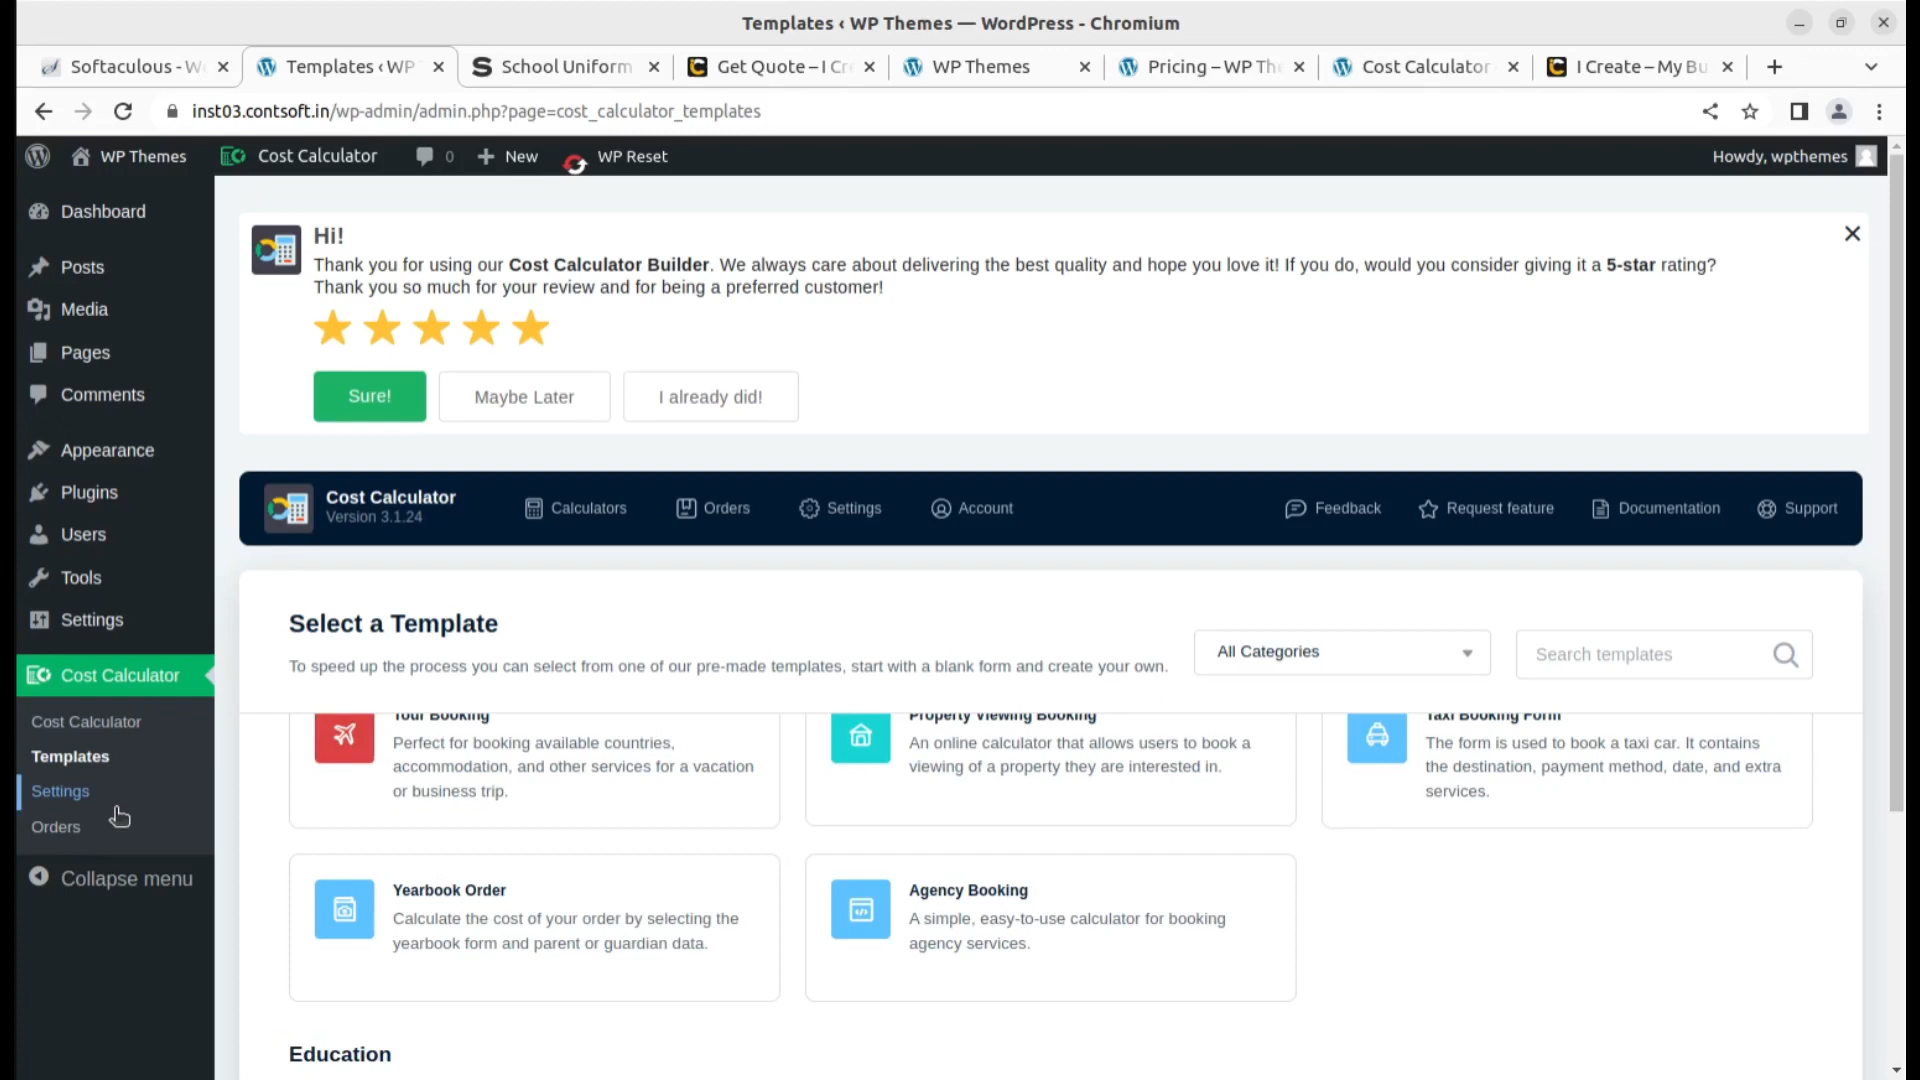 Templates ‹ WP Themes — WordPress - Chromium
Softaculous - W
Templates ‹ WP
School Uniform
Get Quote – I Cr
WP Themes
Pricing – WP Th
Cost Calculator
I Create – My Bu
inst03.contsoft.in/wp-admin/admin.php?page=cost_calculator_templates
WP Themes
Cost Calculator
0
New
WP Reset
Howdy, wpthemes
Dashboard
Posts
Media
Pages
Comments
Appearance
Plugins
Users
Tools
Settings
Cost Calculator
Cost Calculator
Templates
Settings
Orders
Collapse menu
Hi!
Thank you for using our Cost Calculator Builder. We always care about delivering the best quality and hope you love it! If you do, would you consider giving it a 5-star rating?
Thank you so much for your review and for being a preferred customer!
Sure!
Maybe Later
I already did!
Cost Calculator
Version 3.1.24
Calculators
Orders
Settings
Account
Feedback
Request feature
Documentation
Support
Select a Template
To speed up the process you can select from one of our pre-made templates, start with a blank form and create your own.
All Categories
Search templates
Tour Booking
Perfect for booking available countries,
accommodation, and other services for a vacation
or business trip.
Property Viewing Booking
An online calculator that allows users to book a
viewing of a property they are interested in.
Taxi Booking Form
The form is used to book a taxi car. It contains
the destination, payment method, date, and extra
services.
Yearbook Order
Calculate the cost of your order by selecting the
yearbook form and parent or guardian data.
Agency Booking
A simple, easy-to-use calculator for booking
agency services.
Education